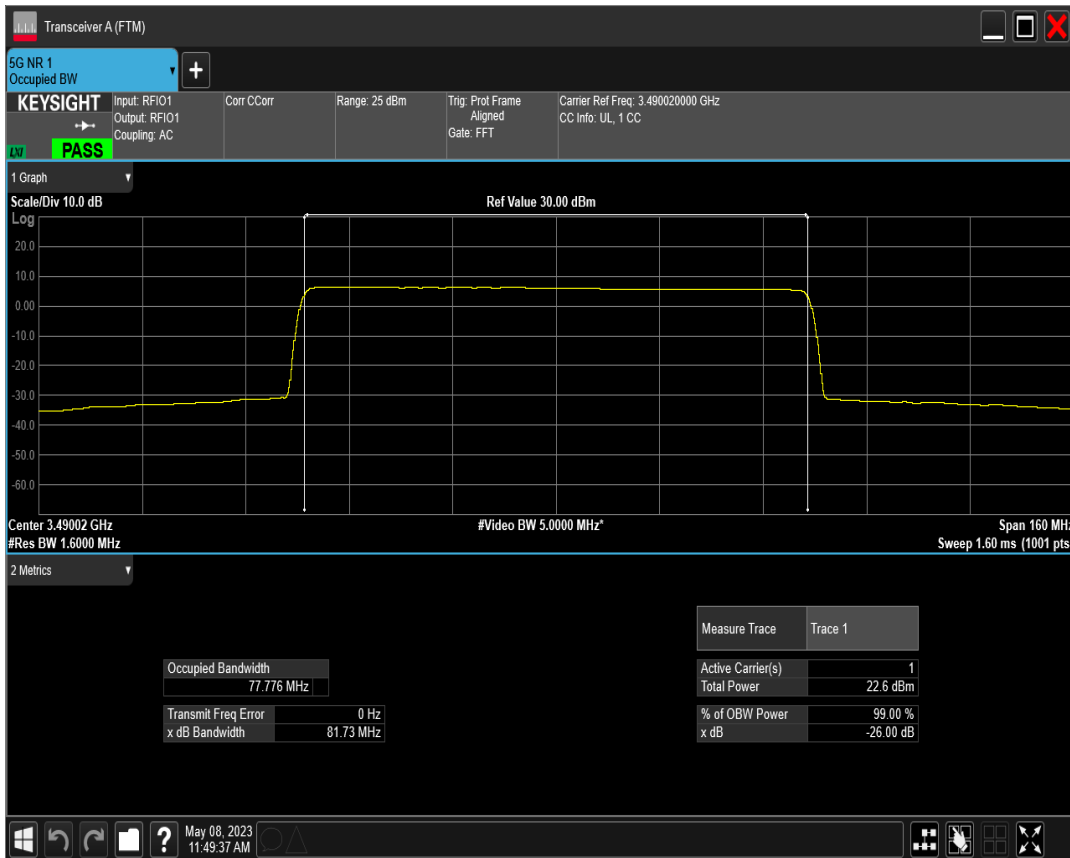 Transceiver A (FTM)
5G NR 1
Occupied BW
+
KEYSIGHT
LXI
PASS
Input: RFIO1
Output: RFIO1
Coupling: AC
Corr CCorr
Range: 25 dBm
Trig: Prot Frame
Aligned
Gate: FFT
Carrier Ref Freq: 3.490020000 GHz
CC Info: UL, 1 CC
1 Graph
Scale/Div 10.0 dB
Ref Value 30.00 dBm
Log
20.0
10.0
0.00
-10.0
-20.0
-30.0
-40.0
-50.0
-60.0
Center 3.49002 GHz
#Video BW 5.0000 MHz*
Span 160 MHz
#Res BW 1.6000 MHz
Sweep 1.60 ms (1001 pts
2 Metrics
Measure Trace Trace 1
Occupied Bandwidth
77.776 MHz
Active Carrier(s) 1
Total Power 22.6 dBm
Transmit Freq Error 0 Hz
x dB Bandwidth 81.73 MHz
% of OBW Power 99.00 %
x dB -26.00 dB
?
May 08, 2023
11:49:37 AM